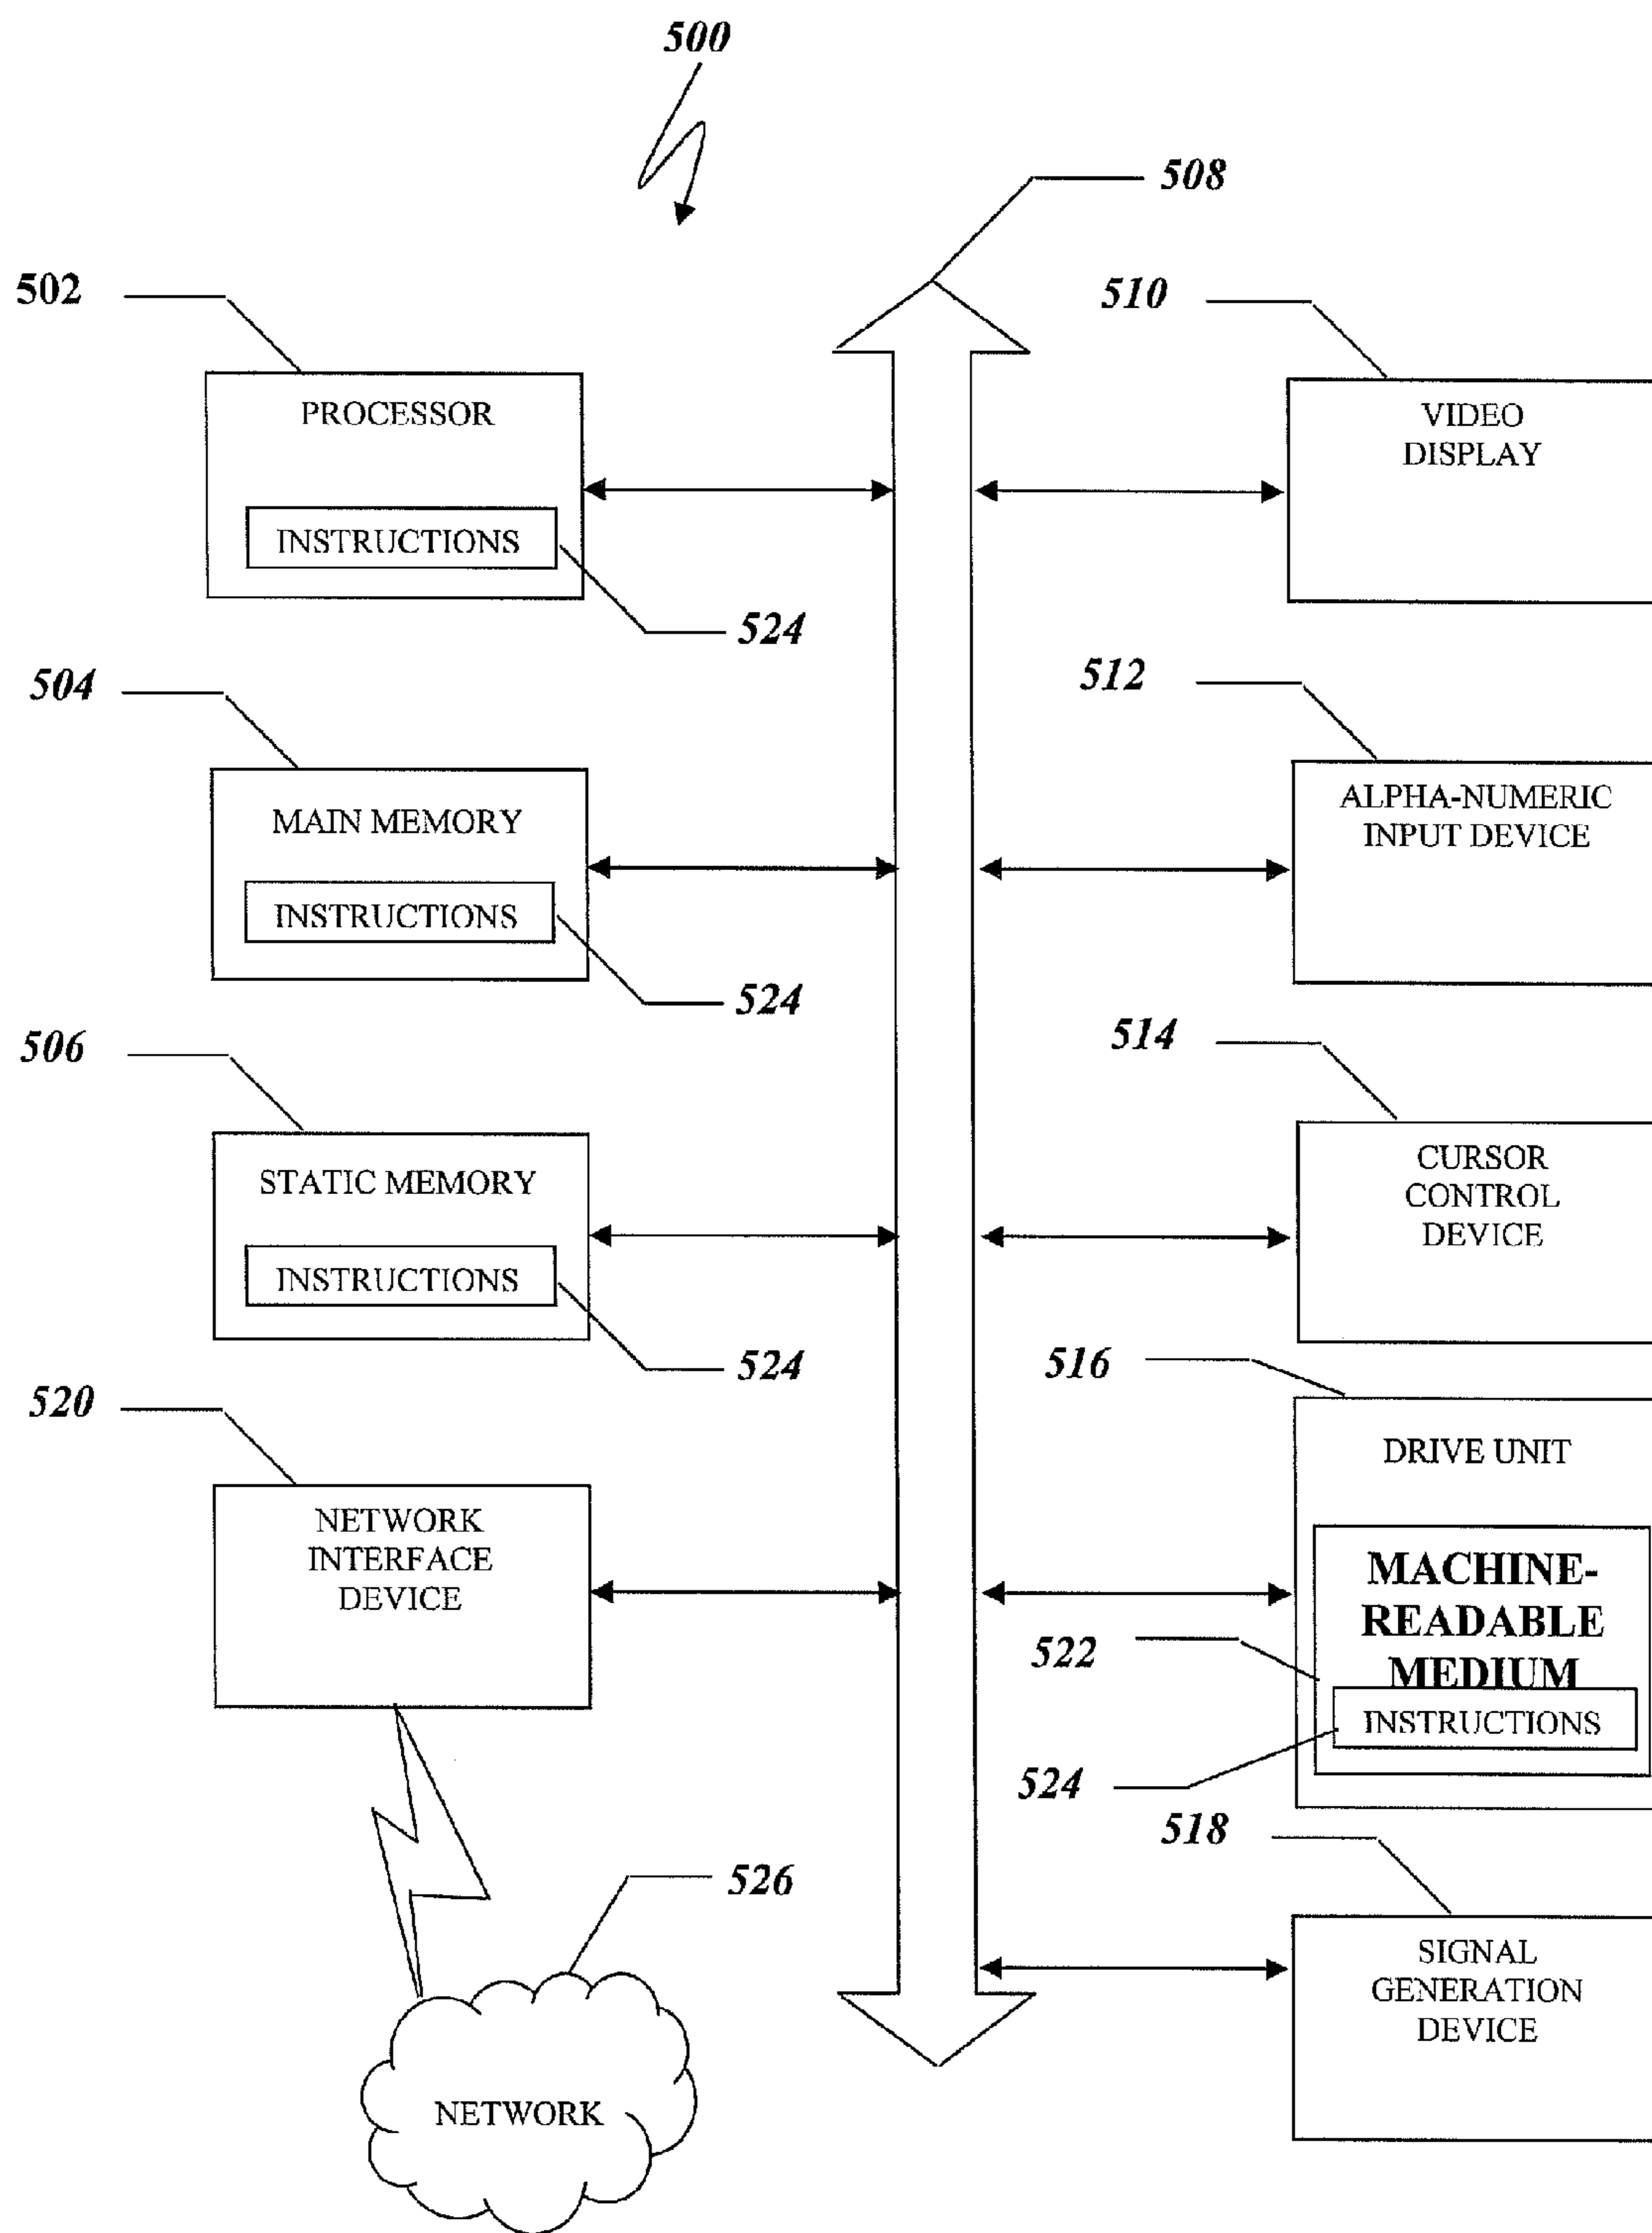 500
508
502
PROCESSOR
INSTRUCTIONS
524
504
MAIN MEMORY
INSTRUCTIONS
524
506
STATIC MEMORY
INSTRUCTIONS
524
520
NETWORK
INTERFACE
DEVICE
526
NETWORK
510
VIDEO
DISPLAY
512
ALPHA-NUMERIC
INPUT DEVICE
514
CURSOR
CONTROL
DEVICE
516
DRIVE UNIT
MACHINE-
READABLE
MEDIUM
522
INSTRUCTIONS
524
518
SIGNAL
GENERATION
DEVICE